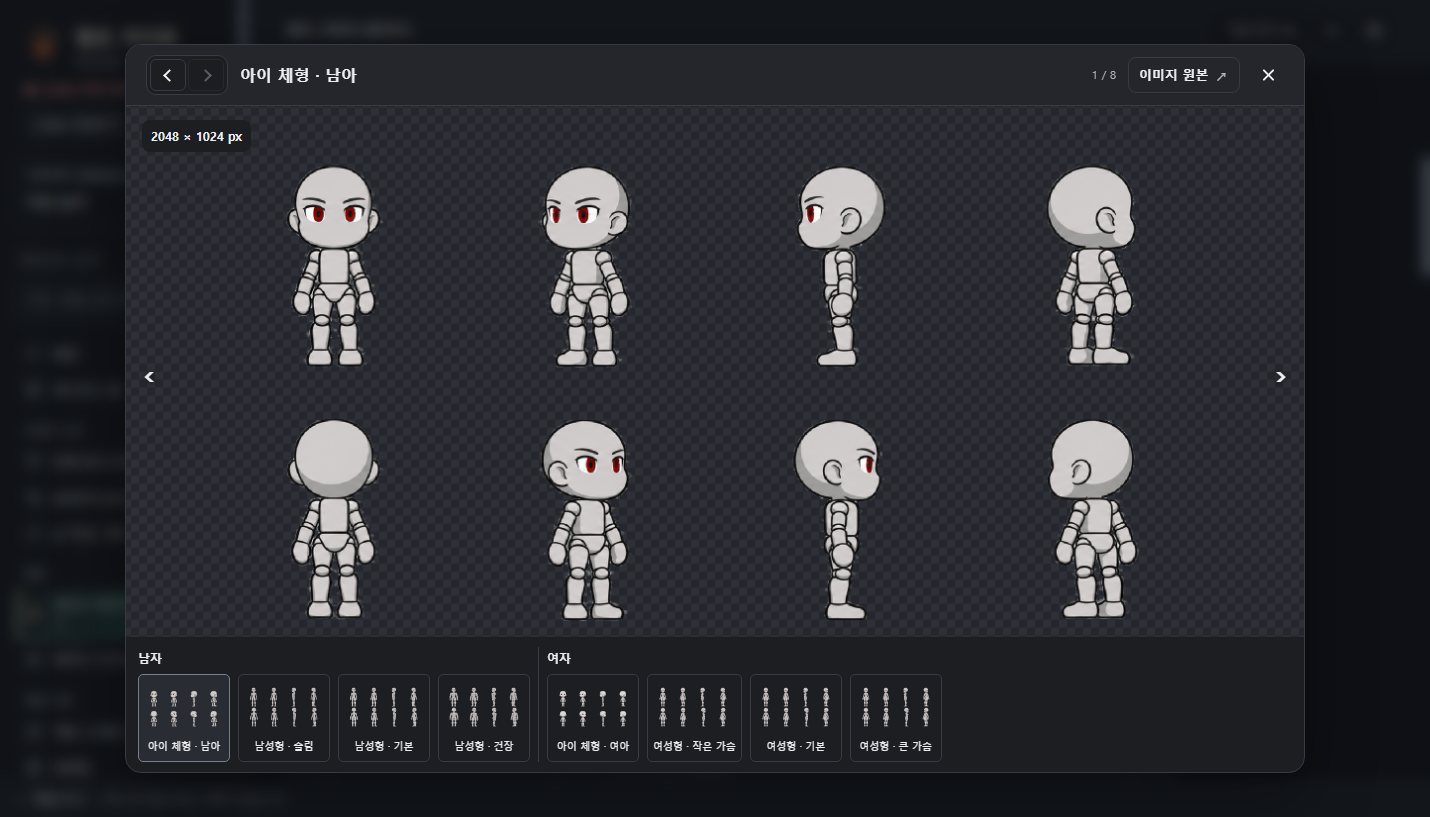 아이 체형 · 남아
1 / 8
이미지 원본 ↗
2048 × 1024 px
남자
아이 체형 · 남아
남성형 · 슬림
남성형 · 기본
남성형 · 건장
여자
아이 체형 · 여아
여성형 · 작은 가슴
여성형 · 기본
여성형 · 큰 가슴